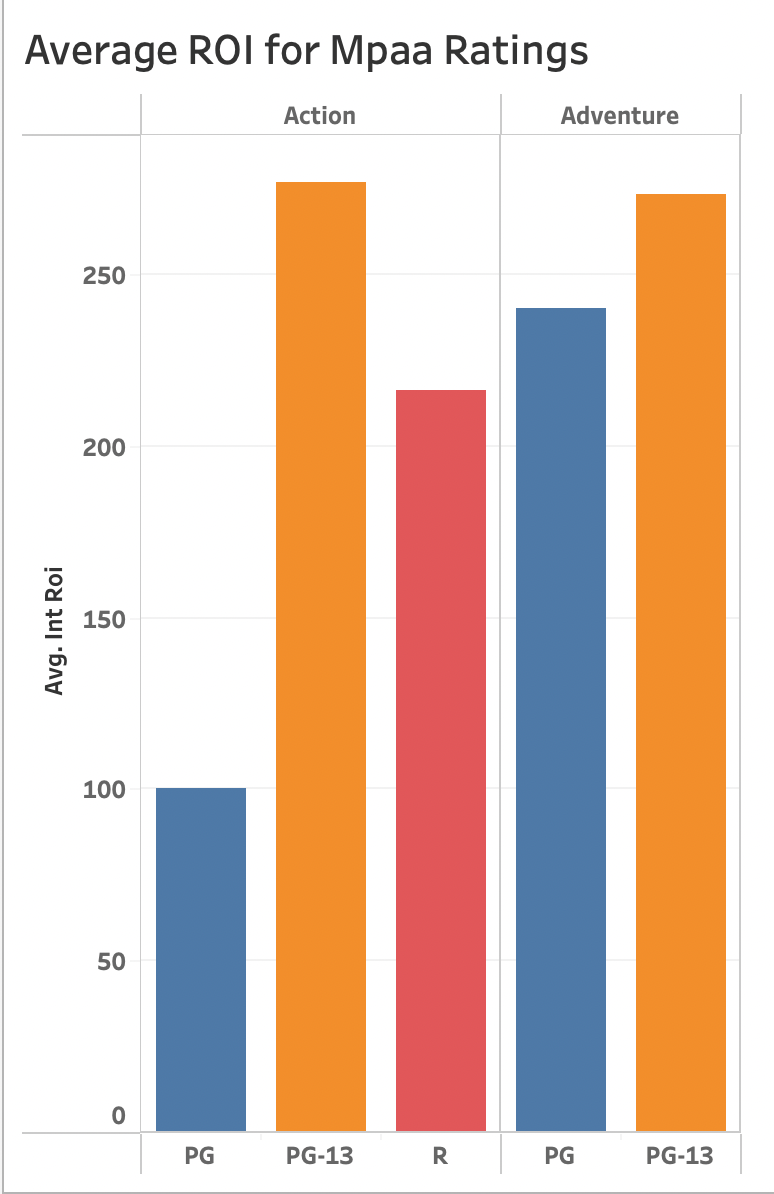 Average ROI for Mpaa Ratings
Action Adventure
250
200
150
100
50
0
Avg. Int Roi
PG PG-13 R PG PG-13